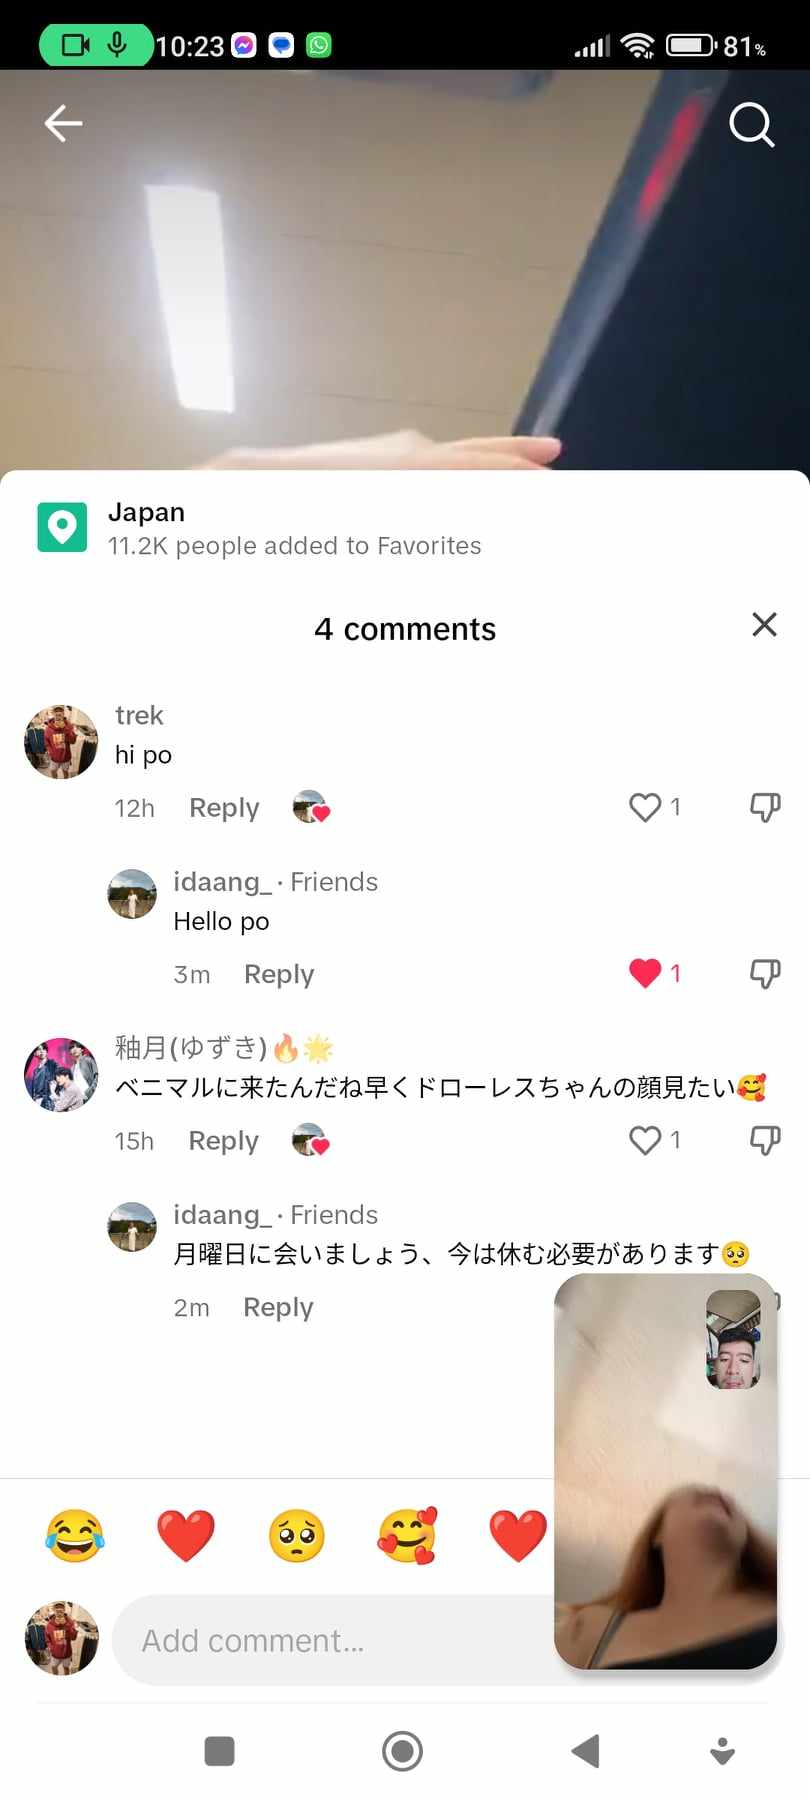 10:23
81%
Japan
11.2K people added to Favorites
4 comments
trek
hi po
12h Reply 1
idaang_ · Friends
Hello po
3m Reply 1
釉月(ゆずき)🔥🌟
ベニマルに来たんだね早くドローレスちゃんの顔見たい🥰
15h Reply 1
idaang_ · Friends
月曜日に会いましょう、今は休む必要があります🥺
2m Reply
Add comment...